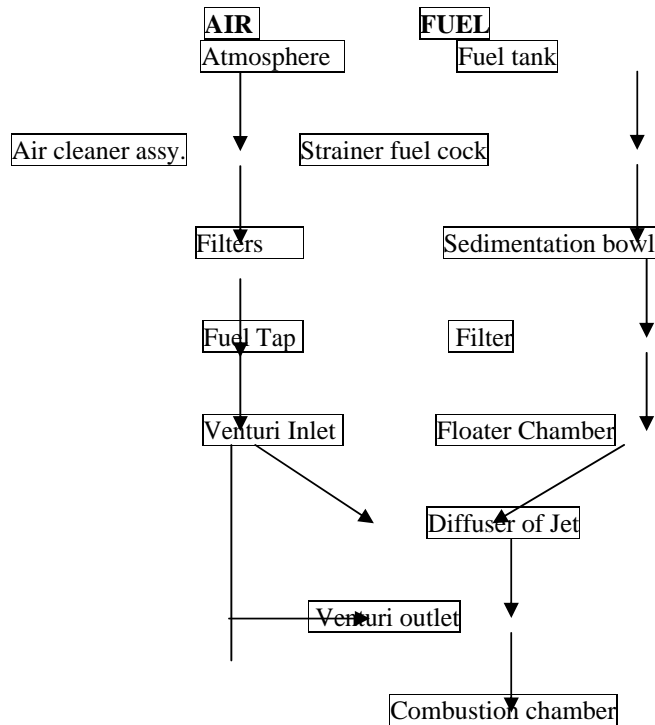 AIR FUEL
Atmosphere Fuel tank
Air cleaner assy. Strainer fuel cock
Filters Sedimentation bowl
Fuel Tap Filter
Venturi Inlet Floater Chamber
Diffuser of Jet
Venturi outlet
Combustion chamber